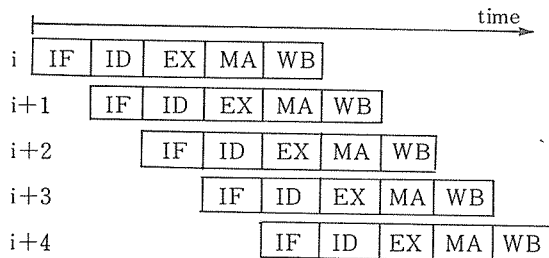 time
i IF ID EX MA WB
i+1 IF ID EX MA WB
i+2 IF ID EX MA WB
i+3 IF ID EX MA WB
i+4 IF ID EX MA WB